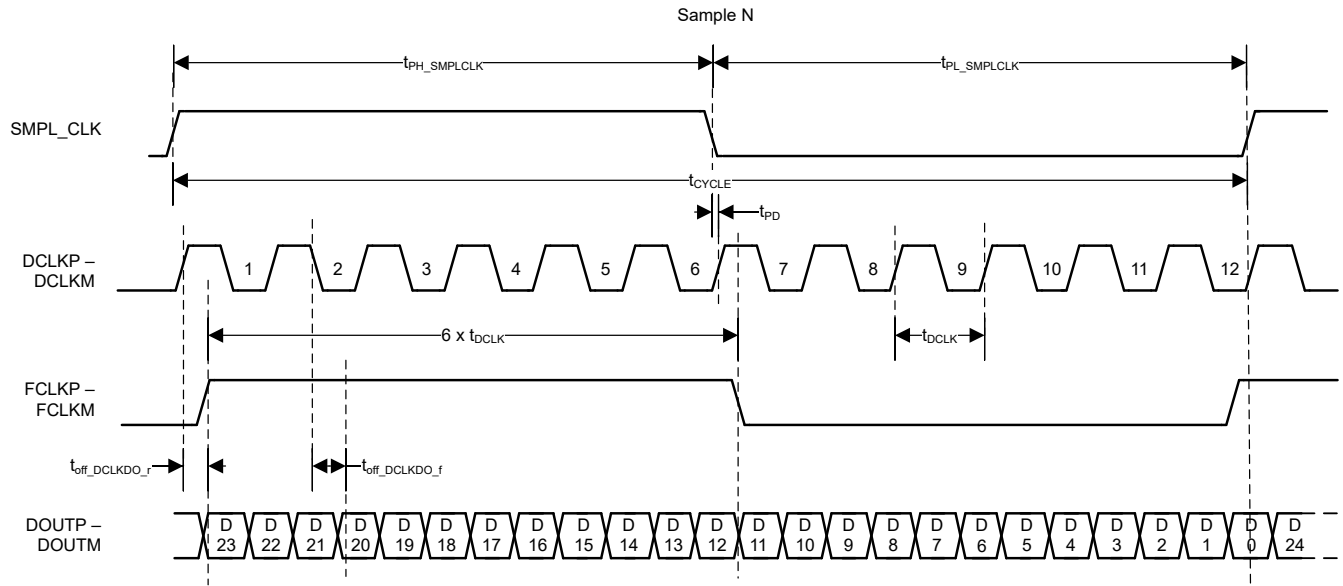 Sample N
tPH_SMPLCLK
tPL_SMPLCLK
SMPL_CLK
tCYCLE
tPD
DCLKP –
DCLKM
1 2 3 4 5 6 7 8 9 10 11 12
6 x tDCLK
tDCLK
FCLKP –
FCLKM
toff_DCLKDO_r
toff_DCLKDO_f
DOUTP –
DOUTM
D D D D D D D D D D D D D D D D D D D D D D D D D
23 22 21 20 19 18 17 16 15 14 13 12 11 10 9 8 7 6 5 4 3 2 1 0 24